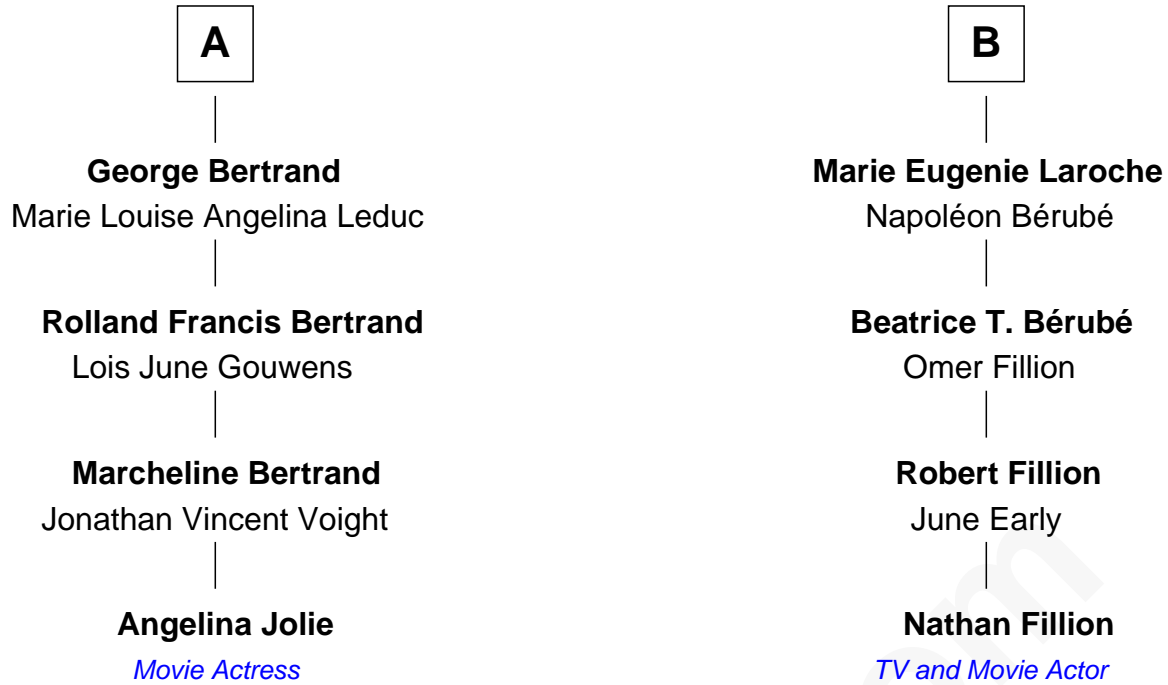 A
George Bertrand
Marie Louise Angelina Leduc
Rolland Francis Bertrand
Lois June Gouwens
Marcheline Bertrand
Jonathan Vincent Voight
Angelina Jolie
Movie Actress
B
Marie Eugenie Laroche
Napoléon Bérubé
Beatrice T. Bérubé
Omer Fillion
Robert Fillion
June Early
Nathan Fillion
TV and Movie Actor